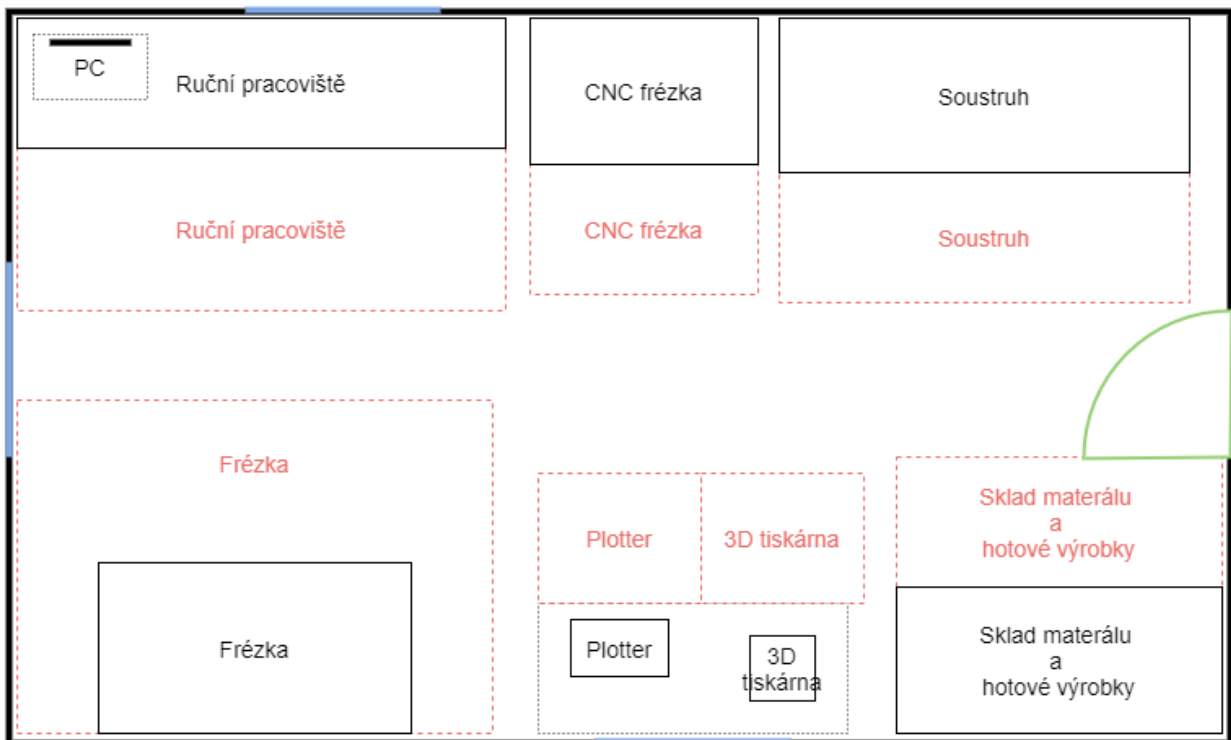 PC
Ruční pracoviště
CNC frézka
Soustruh
Ruční pracoviště
CNC frézka
Soustruh
Frézka
Plotter
3D tiskárna
Sklad materálu
a
hotové výrobky
Frézka
Plotter
3D
tiskárna
Sklad materálu
a
hotové výrobky